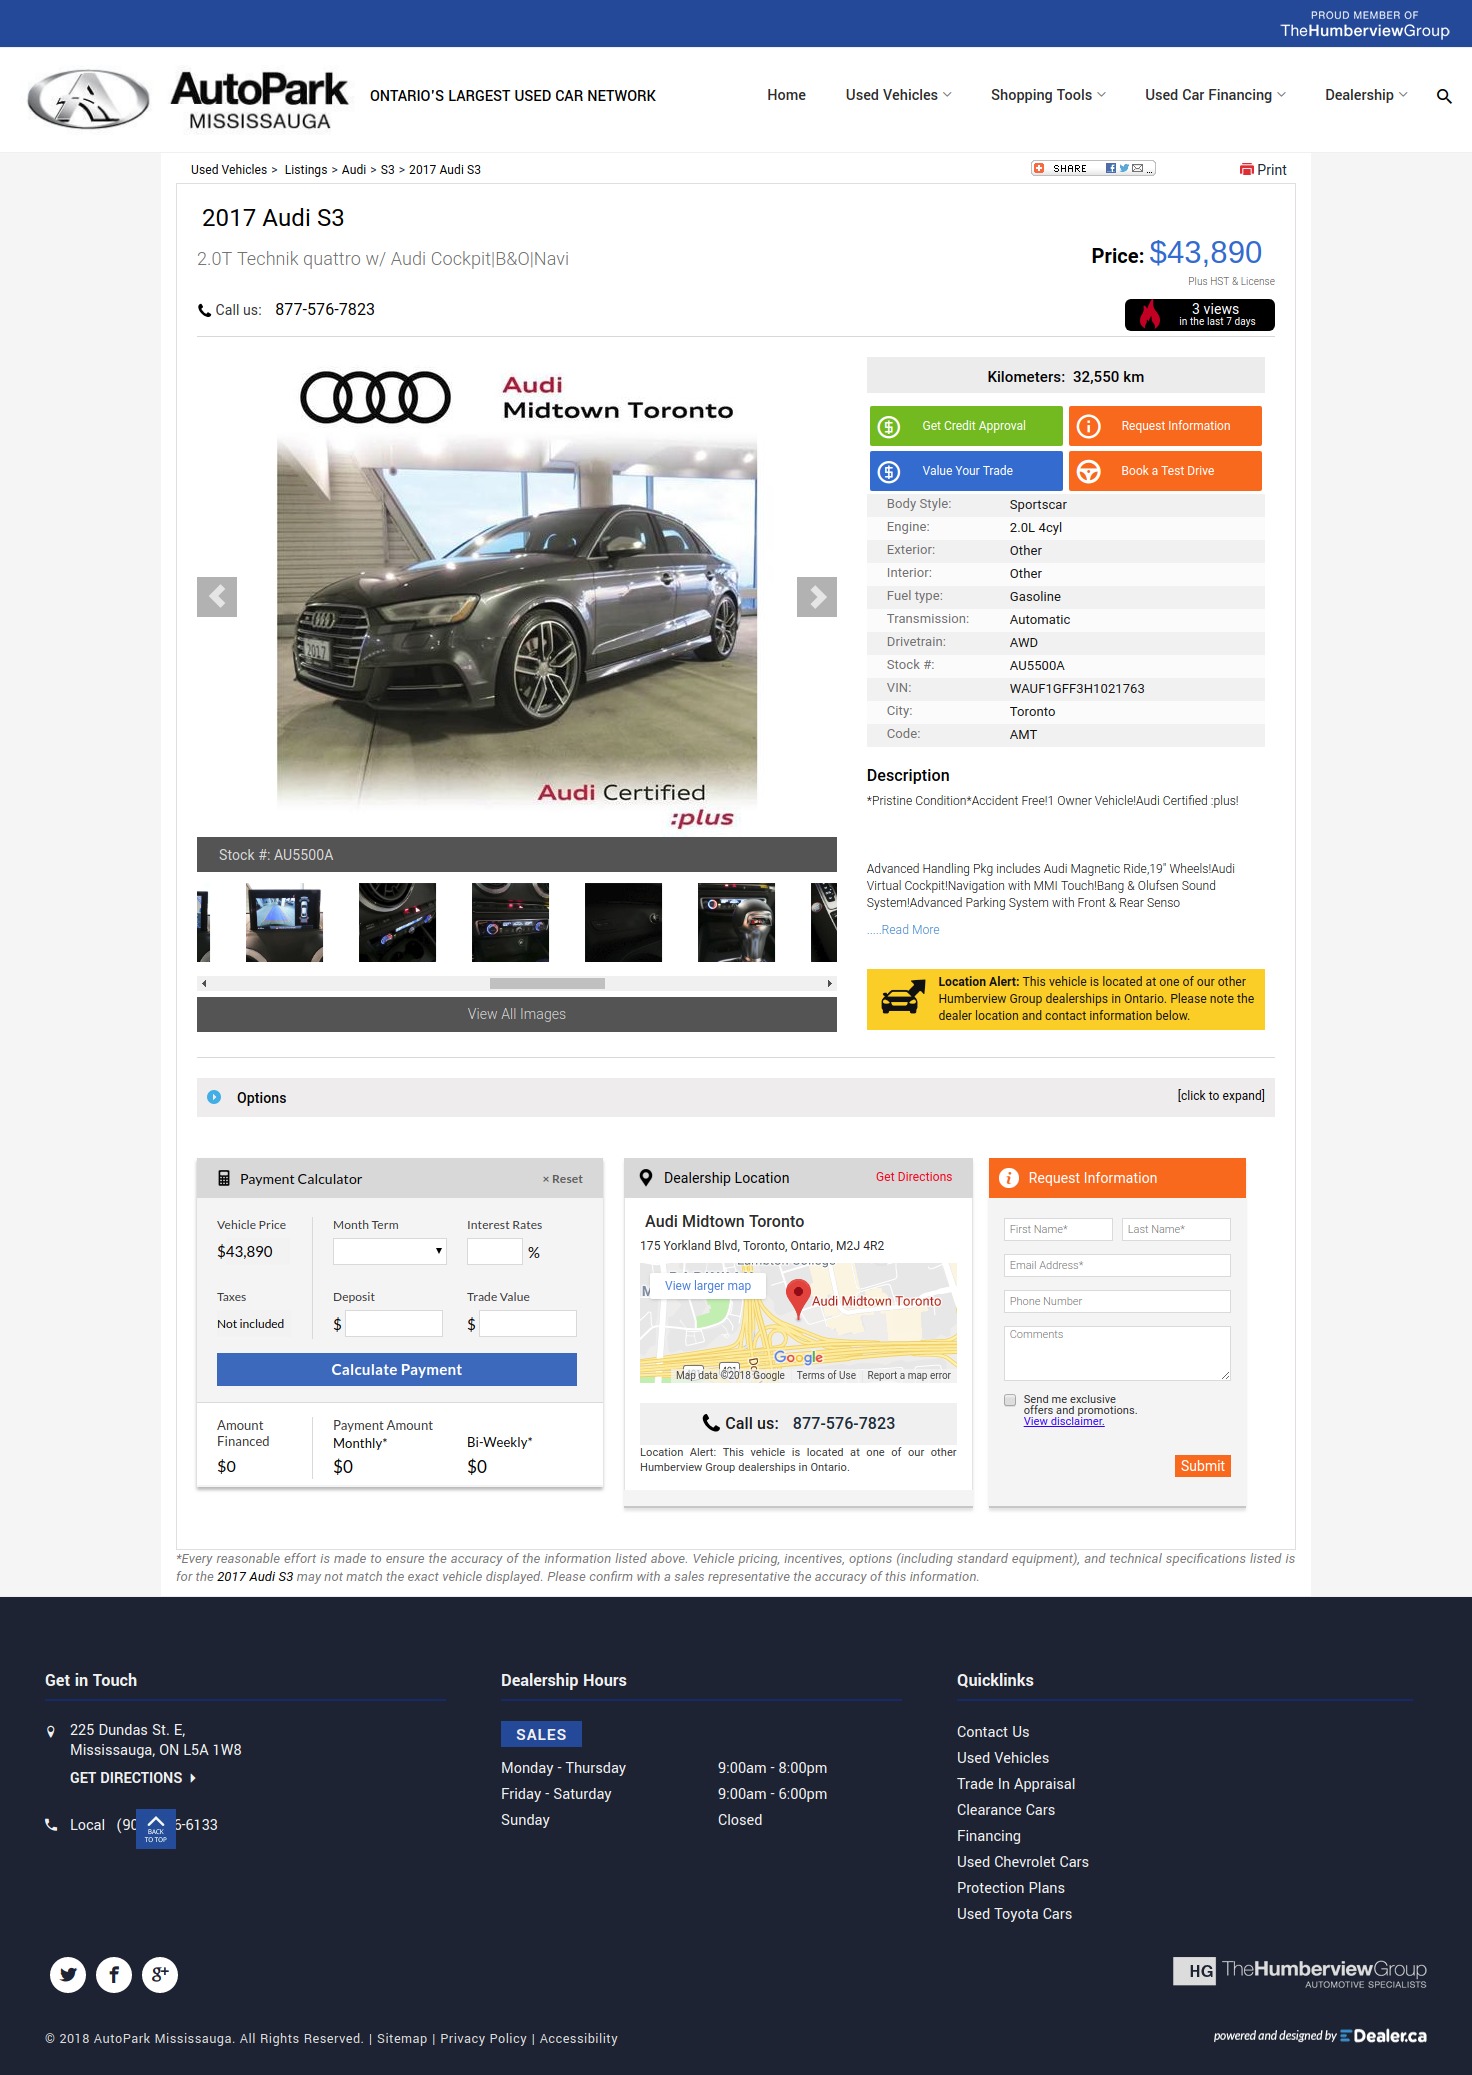 PROUD MEMBER OF
TheHumberviewGroup
AutoPark
MISSISSAUGA
ONTARIO'S LARGEST USED CAR NETWORK
Home
Used Vehicles
Shopping Tools
Used Car Financing
Dealership
Used Vehicles > Listings > Audi > S3 > 2017 Audi S3
SHARE
Print
2017 Audi S3
2.0T Technik quattro w/ Audi Cockpit|B&O|Navi
Price: $43,890
Plus HST & License
Call us: 877-576-7823
3 views
in the last 7 days
Audi
Midtown Toronto
2017
Audi Certified
:plus
Stock #: AU5500A
View All Images
Kilometers: 32,550 km
Get Credit Approval
Request Information
Value Your Trade
Book a Test Drive
Body Style: Sportscar
Engine: 2.0L 4cyl
Exterior: Other
Interior: Other
Fuel type: Gasoline
Transmission: Automatic
Drivetrain: AWD
Stock #: AU5500A
VIN: WAUF1GFF3H1021763
City: Toronto
Code: AMT
Description
*Pristine Condition*Accident Free!1 Owner Vehicle!Audi Certified :plus!
Advanced Handling Pkg includes Audi Magnetic Ride,19" Wheels!Audi
Virtual Cockpit!Navigation with MMI Touch!Bang & Olufsen Sound
System!Advanced Parking System with Front & Rear Senso
.....Read More
Location Alert: This vehicle is located at one of our other
Humberview Group dealerships in Ontario. Please note the
dealer location and contact information below.
Options
[click to expand]
Payment Calculator
× Reset
Vehicle Price
Month Term
Interest Rates
$43,890
%
Taxes
Deposit
Trade Value
Not included
$
$
Calculate Payment
Amount
Financed
Payment Amount
Monthly*
Bi-Weekly*
$0
$0
$0
Dealership Location
Get Directions
Audi Midtown Toronto
175 Yorkland Blvd, Toronto, Ontario, M2J 4R2
View larger map
Audi Midtown Toronto
Google
Map data ©2018 Google
Terms of Use
Report a map error
Call us: 877-576-7823
Location Alert: This vehicle is located at one of our other
Humberview Group dealerships in Ontario.
Request Information
First Name*
Last Name*
Email Address*
Phone Number
Comments
Send me exclusive
offers and promotions.
View disclaimer.
Submit
*Every reasonable effort is made to ensure the accuracy of the information listed above. Vehicle pricing, incentives, options (including standard equipment), and technical specifications listed is
for the 2017 Audi S3 may not match the exact vehicle displayed. Please confirm with a sales representative the accuracy of this information.
Get in Touch
225 Dundas St. E,
Mississauga, ON L5A 1W8
GET DIRECTIONS
Local (90 6-6133
BACK
TO TOP
Dealership Hours
SALES
Monday - Thursday 9:00am - 8:00pm
Friday - Saturday 9:00am - 6:00pm
Sunday Closed
Quicklinks
Contact Us
Used Vehicles
Trade In Appraisal
Clearance Cars
Financing
Used Chevrolet Cars
Protection Plans
Used Toyota Cars
HG TheHumberviewGroup
AUTOMOTIVE SPECIALISTS
© 2018 AutoPark Mississauga. All Rights Reserved. | Sitemap | Privacy Policy | Accessibility
powered and designed by EDealer.ca